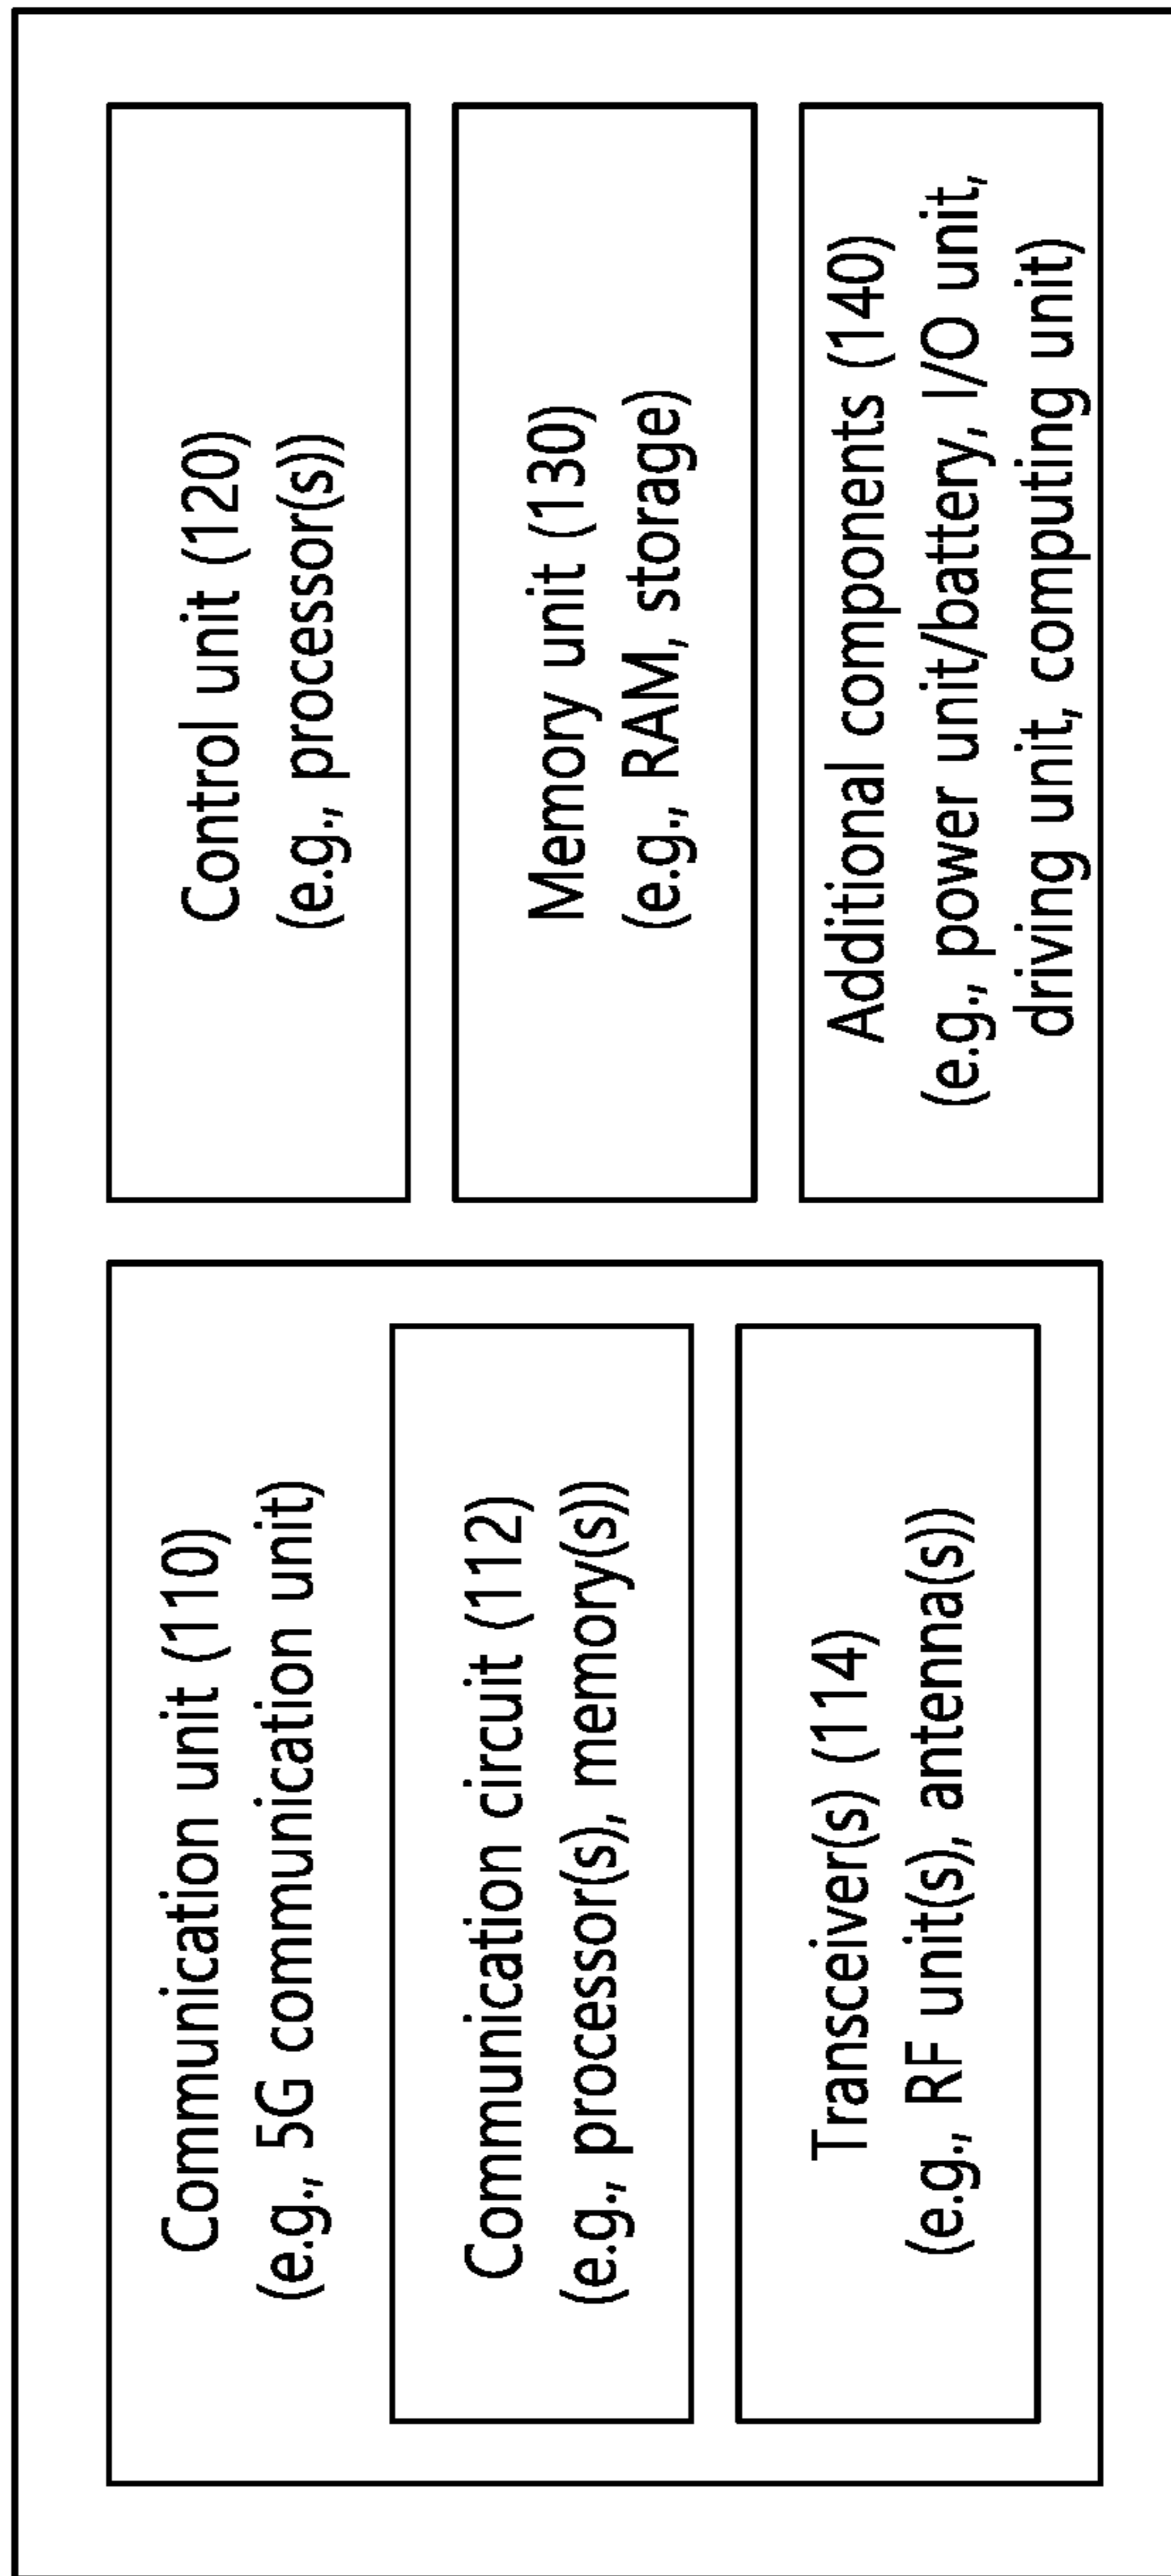 Communication unit (110)
(e.g., 5G communication unit)
Communication circuit (112)
(e.g., processor(s), memory(s))
Transceiver(s) (114)
(e.g., RF unit(s), antenna(s))
Control unit (120)
(e.g., processor(s))
Memory unit (130)
(e.g., RAM, storage)
Additional components (140)
(e.g., power unit/battery, I/O unit,
driving unit, computing unit)